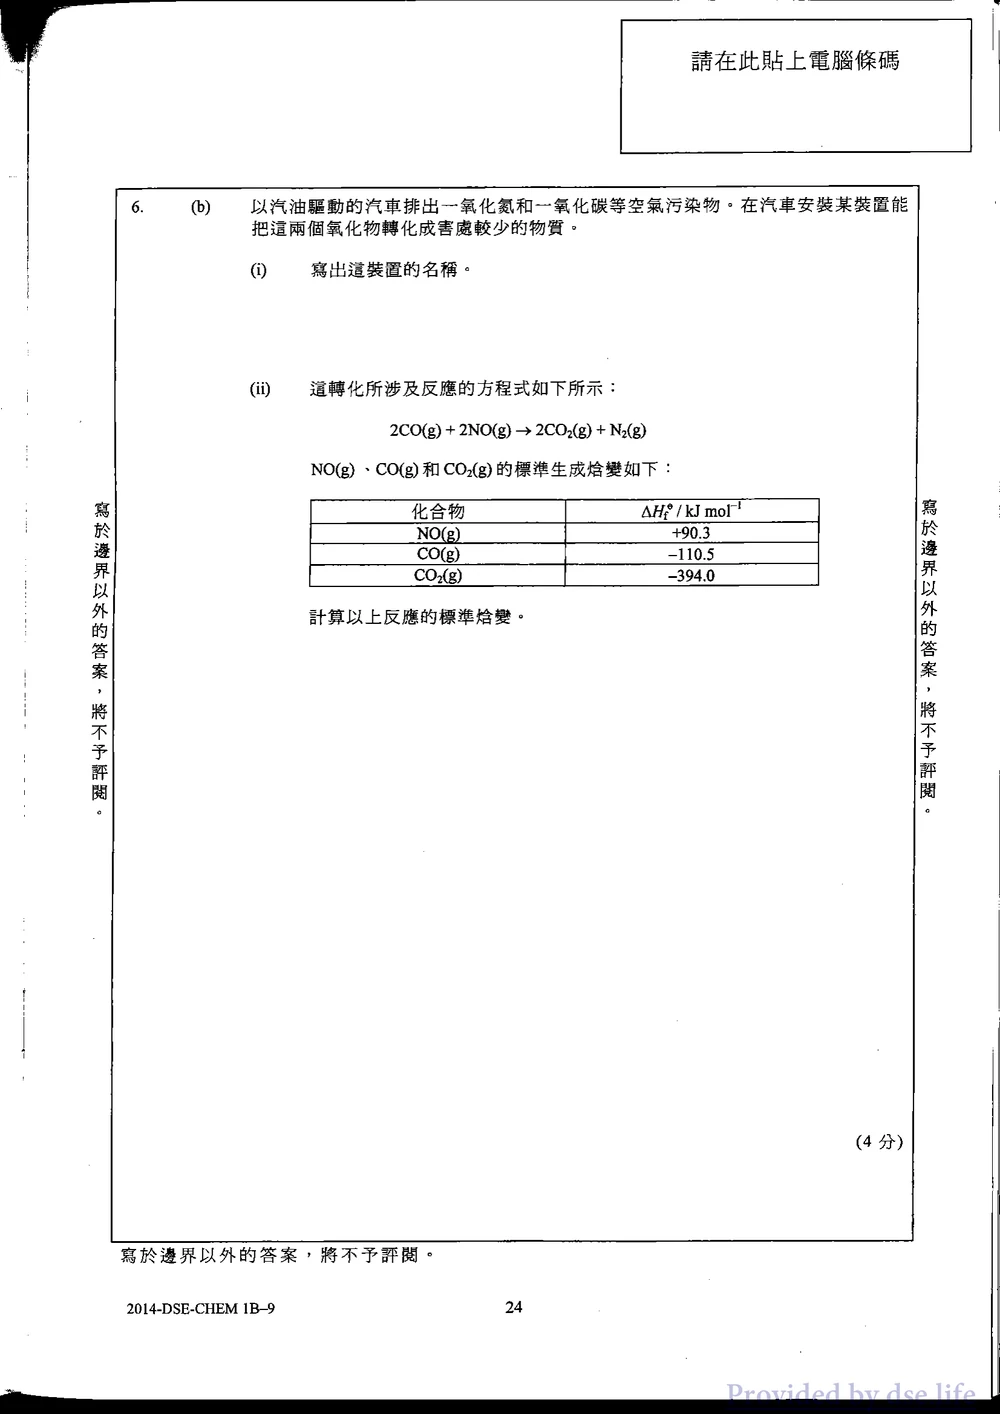 請在此貼上電腦條碼
6. (b) 以汽油驅動的汽車排出一氧化氮和一氧化碳等空氣污染物。在汽車安裝某裝置能
把這兩個氧化物轉化成害處較少的物質。
(i) 寫出這裝置的名稱。
(ii) 這轉化所涉及反應的方程式如下所示：
2CO(g) + 2NO(g) → 2CO₂(g) + N₂(g)
NO(g)、CO(g) 和 CO₂(g) 的標準生成焓變如下：
化合物 ΔHf⊖ / kJ mol⁻¹
NO(g) +90.3
CO(g) −110.5
CO₂(g) −394.0
計算以上反應的標準焓變。
(4 分)
寫於邊界以外的答案，將不予評閱。
寫於邊界以外的答案，將不予評閱。
寫於邊界以外的答案，將不予評閱。
2014-DSE-CHEM 1B–9 24
Provided by dse.life